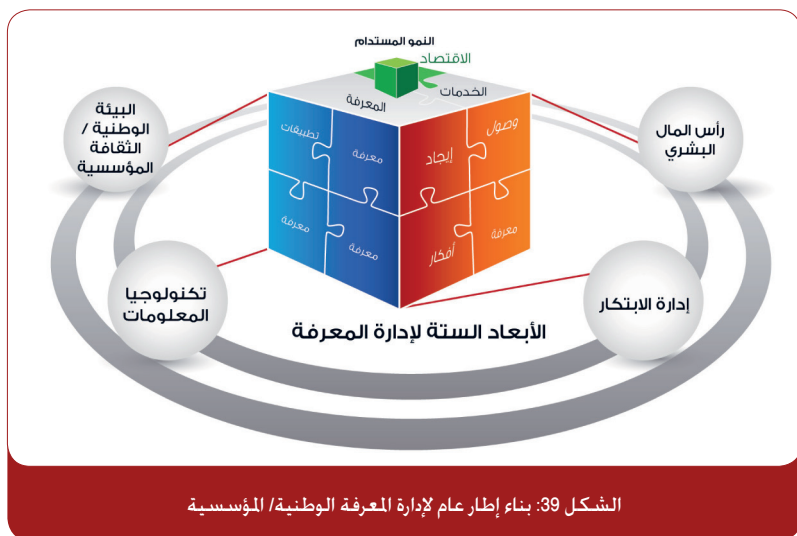 النمو المستدام
الاقتصاد
الخدمات
المعرفة
البيئة
الوطنية /
الثقافة
المؤسسية
رأس المال
البشري
وصول
إيجاد
معرفة
تطبيقات
معرفة
أفكار
معرفة
معرفة
تكنولوجيا
المعلومات
إدارة الابتكار
الأبعاد الستة لإدارة المعرفة
الشكل 39: بناء إطار عام لإدارة المعرفة الوطنية/ المؤسسية